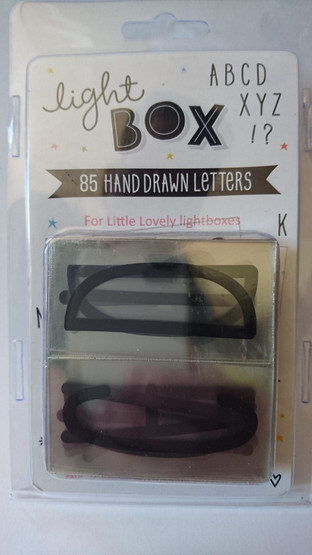 light
BOX
ABCD
XYZ
!?
85 HAND DRAWN LETTERS
For Little Lovely lightboxes
K